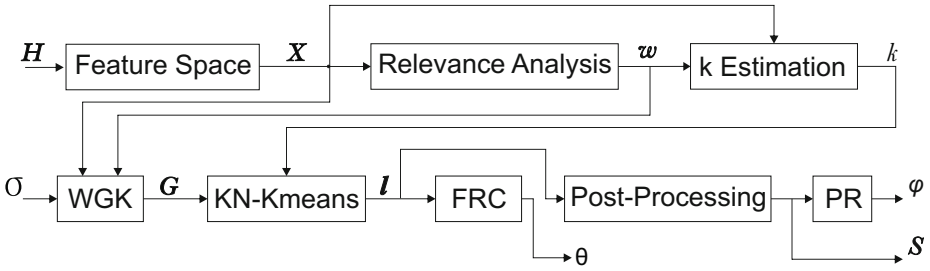 H Feature Space X Relevance Analysis w k Estimation k
σ WGK G KN-Kmeans l FRC Post-Processing PR φ
θ S